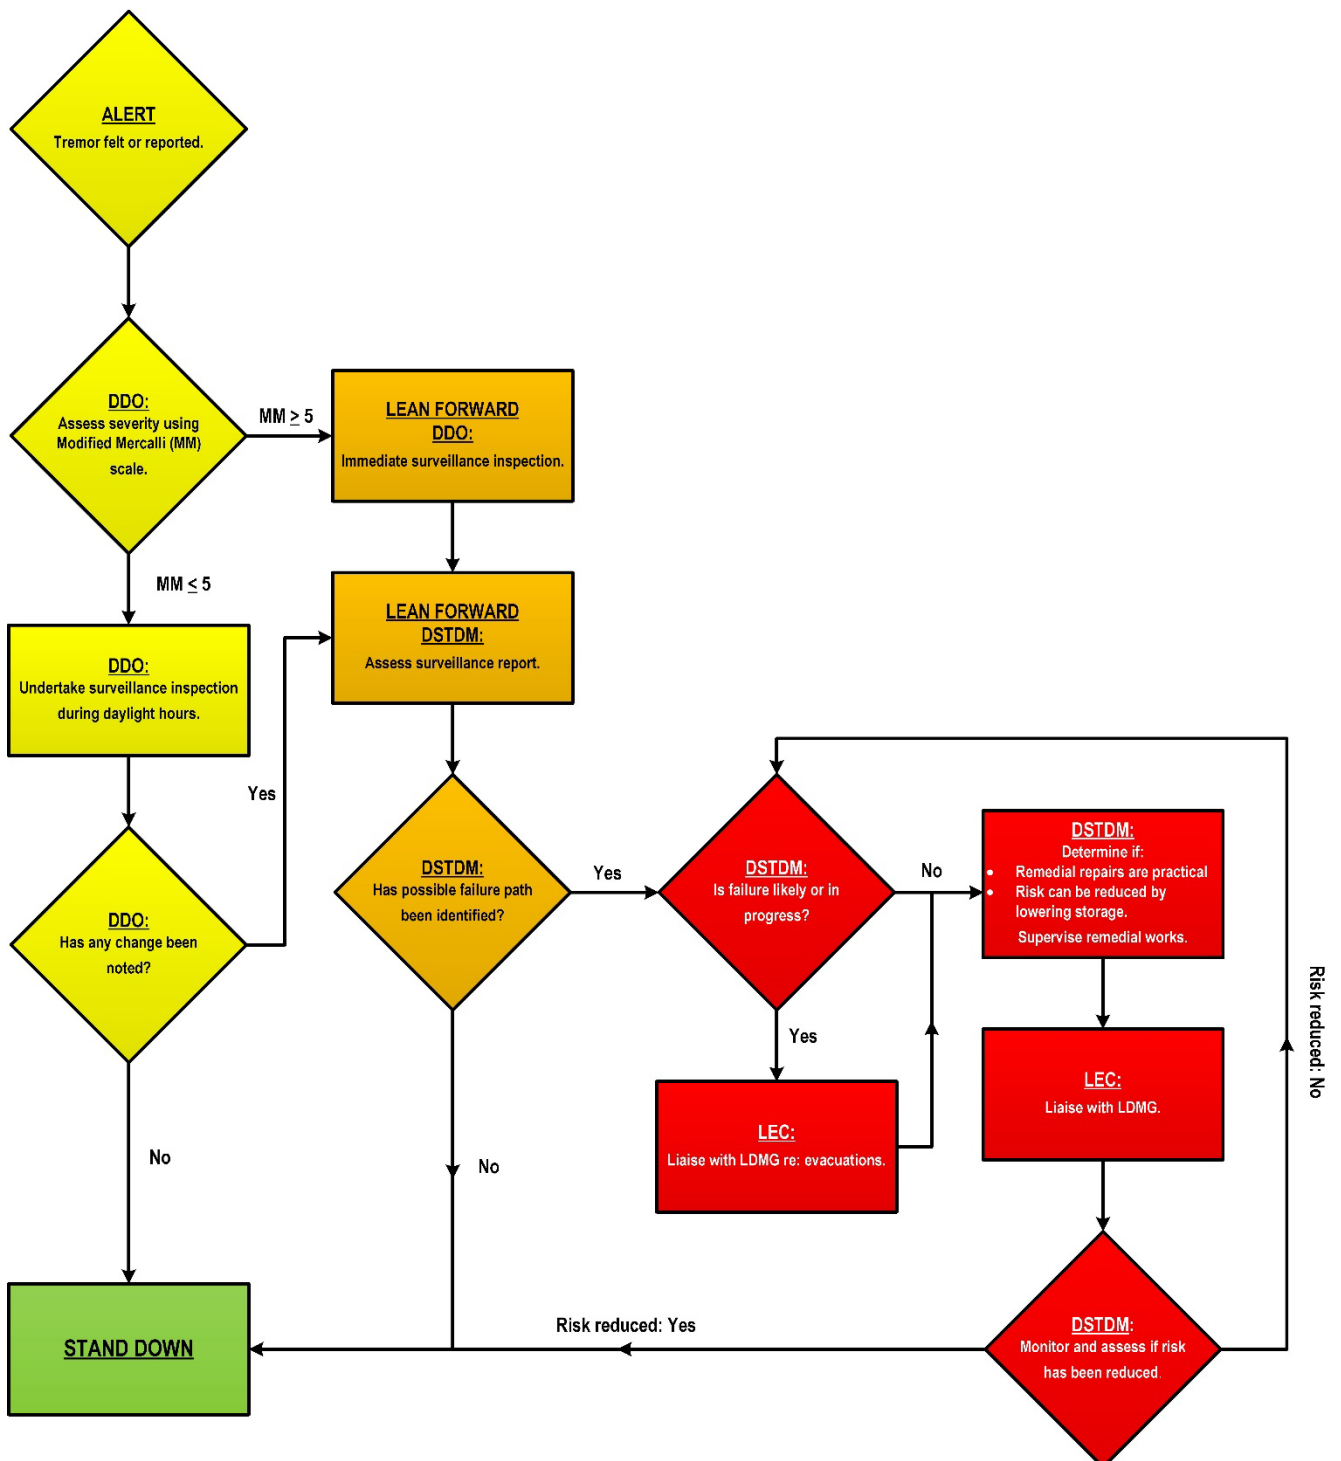 ALERT
Tremor felt or reported.
DDO:
Assess severity using
Modified Mercalli (MM)
scale.
MM ≥ 5
LEAN FORWARD
DDO:
Immediate surveillance inspection.
MM ≤ 5
LEAN FORWARD
DSTDM:
Assess surveillance report.
DDO:
Undertake surveillance inspection
during daylight hours.
Yes
DDO:
Has any change been
noted?
No
DSTDM:
Has possible failure path
been identified?
Yes
No
DSTDM:
Is failure likely or in
progress?
No
Yes
LEC:
Liaise with LDMG re: evacuations.
DSTDM:
Determine if:
• Remedial repairs are practical
• Risk can be reduced by
lowering storage.
Supervise remedial works.
LEC:
Liaise with LDMG.
Risk reduced: No
DSTDM:
Monitor and assess if risk
has been reduced.
Risk reduced: Yes
STAND DOWN